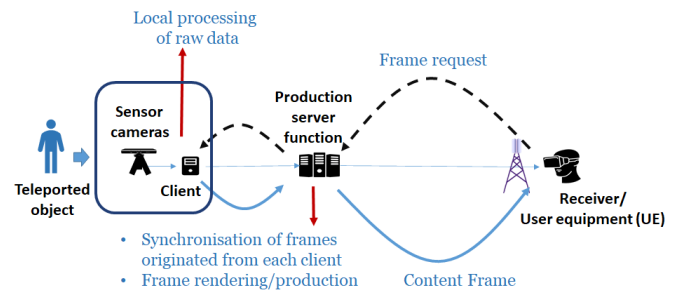 Local processing
of raw data
Frame request
Production
server
function
Sensor
cameras
Client
Teleported
object
Receiver/
User equipment (UE)
• Synchronisation of frames
originated from each client
• Frame rendering/production
Content Frame